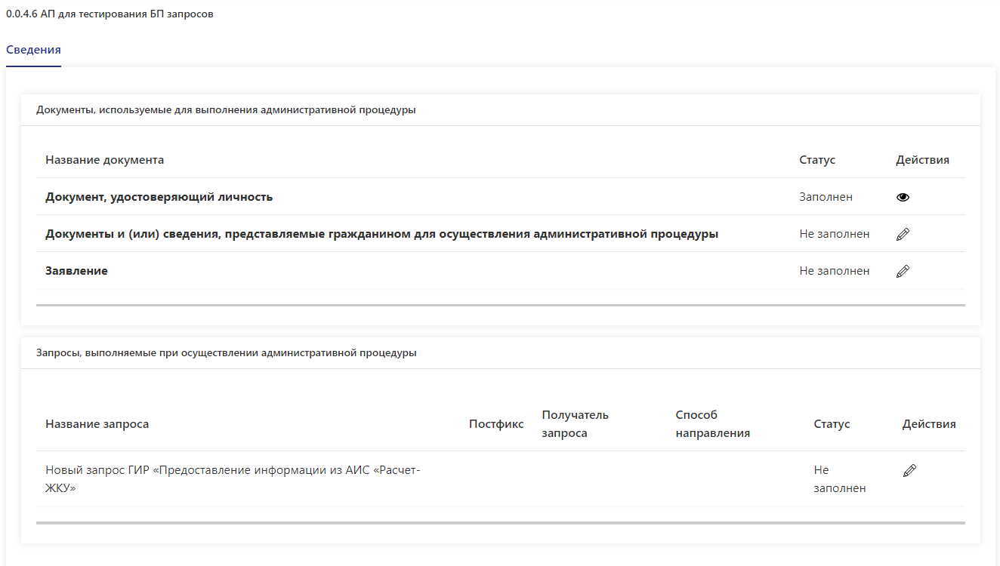 0.0.4.6 АП для тестирования БП запросов
Сведения
Документы, используемые для выполнения административной процедуры
Название документа Статус Действия
Документ, удостоверяющий личность Заполнен
Документы и (или) сведения, представляемые гражданином для осуществления административной процедуры Не заполнен
Заявление Не заполнен
Запросы, выполняемые при осуществлении административной процедуры
Название запроса Постфикс Получатель запроса Способ направления Статус Действия
Новый запрос ГИР «Предоставление информации из АИС «Расчет-
ЖКУ»
Не
заполнен